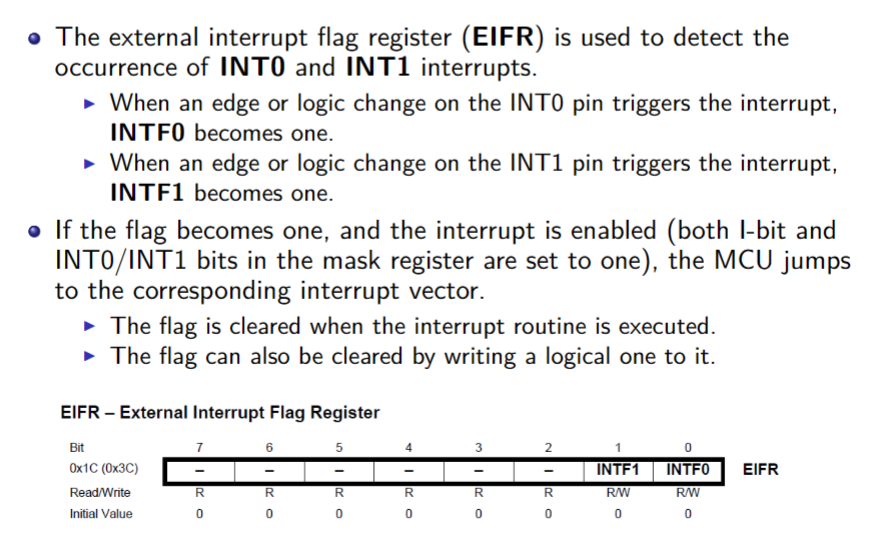 The external interrupt flag register (EIFR) is used to detect the
occurrence of INT0 and INT1 interrupts.
When an edge or logic change on the INT0 pin triggers the interrupt,
INTF0 becomes one.
When an edge or logic change on the INT1 pin triggers the interrupt,
INTF1 becomes one.
If the flag becomes one, and the interrupt is enabled (both I-bit and
INT0/INT1 bits in the mask register are set to one), the MCU jumps
to the corresponding interrupt vector.
The flag is cleared when the interrupt routine is executed.
The flag can also be cleared by writing a logical one to it.
EIFR – External Interrupt Flag Register
Bit 7 6 5 4 3 2 1 0
0x1C (0x3C) – – – – – – INTF1 INTF0 EIFR
Read/Write R R R R R R R/W R/W
Initial Value 0 0 0 0 0 0 0 0